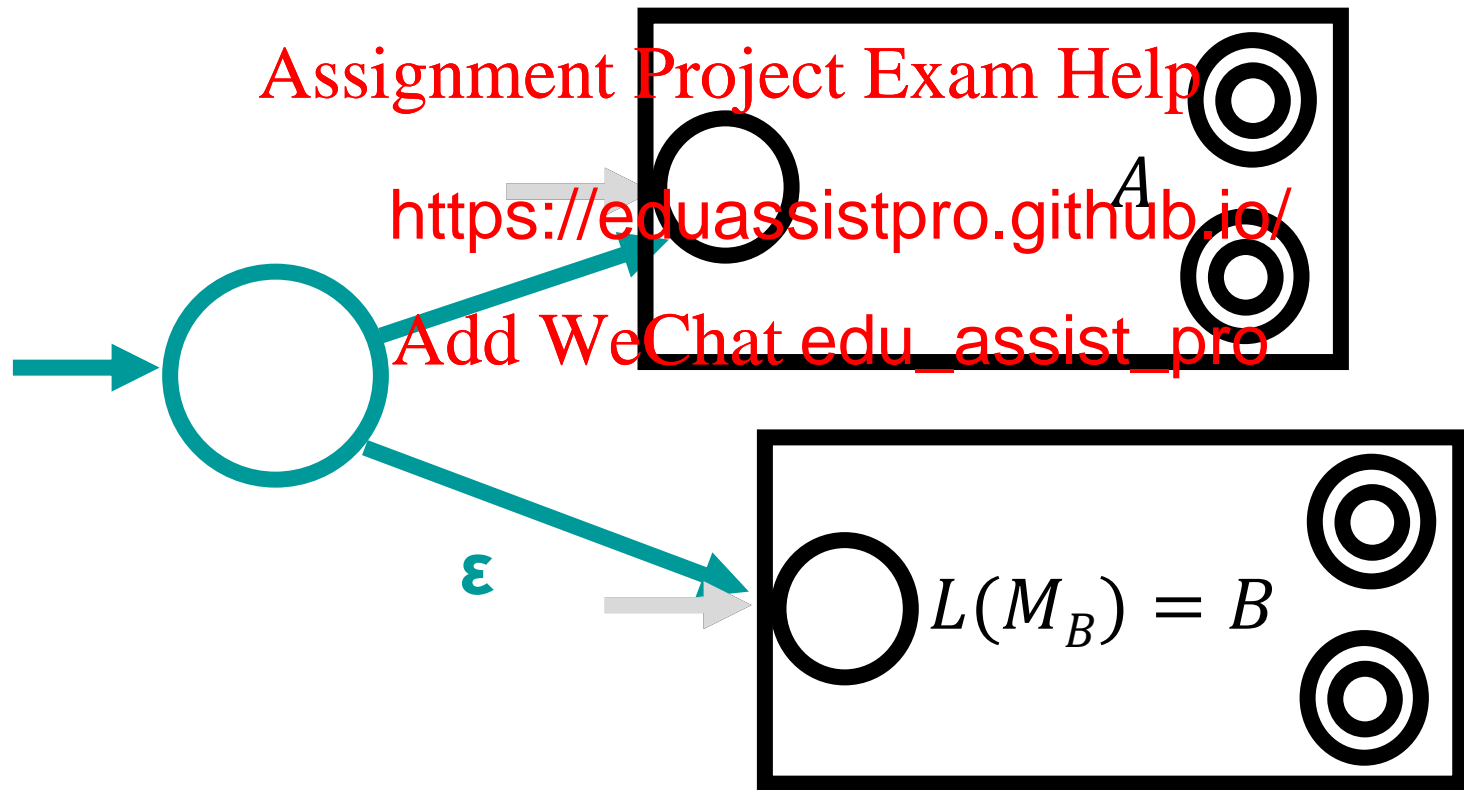 Assignment Project Exam Help
A
https://eduassistpro.github.io/
Add WeChat edu_assist_pro
ε
L(M_B) = B